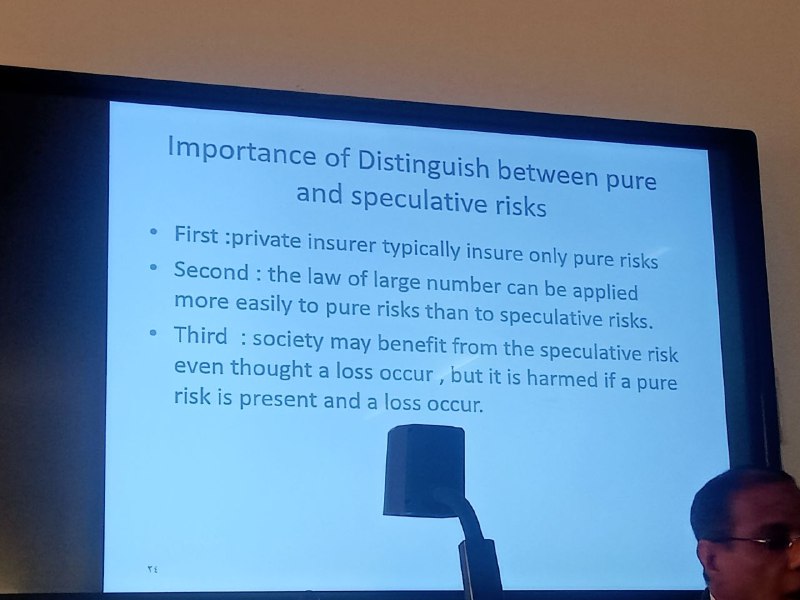 Importance of Distinguish between pure
and speculative risks
• First :private insurer typically insure only pure risks
• Second : the law of large number can be applied
more easily to pure risks than to speculative risks.
• Third : society may benefit from the speculative risk
even thought a loss occur , but it is harmed if a pure
risk is present and a loss occur.
٢٤